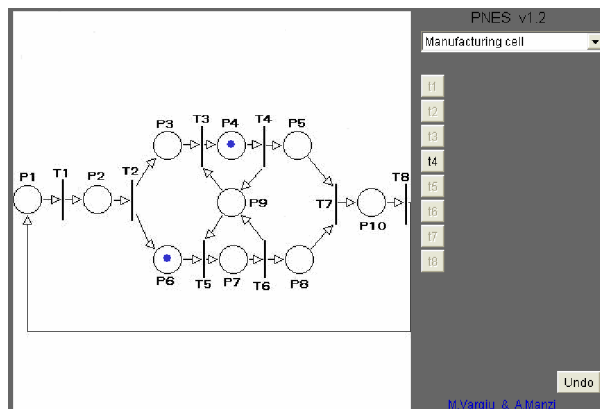 PNES v1.2
Manufacturing cell
t1
t2
t3
t4
t5
t6
t7
t8
Undo
M.Vargiu & A.Manzi
P3
T3
P4
T4
P5
P1
T1
P2
T2
P9
T7
T8
P10
P6
T5
P7
T6
P8